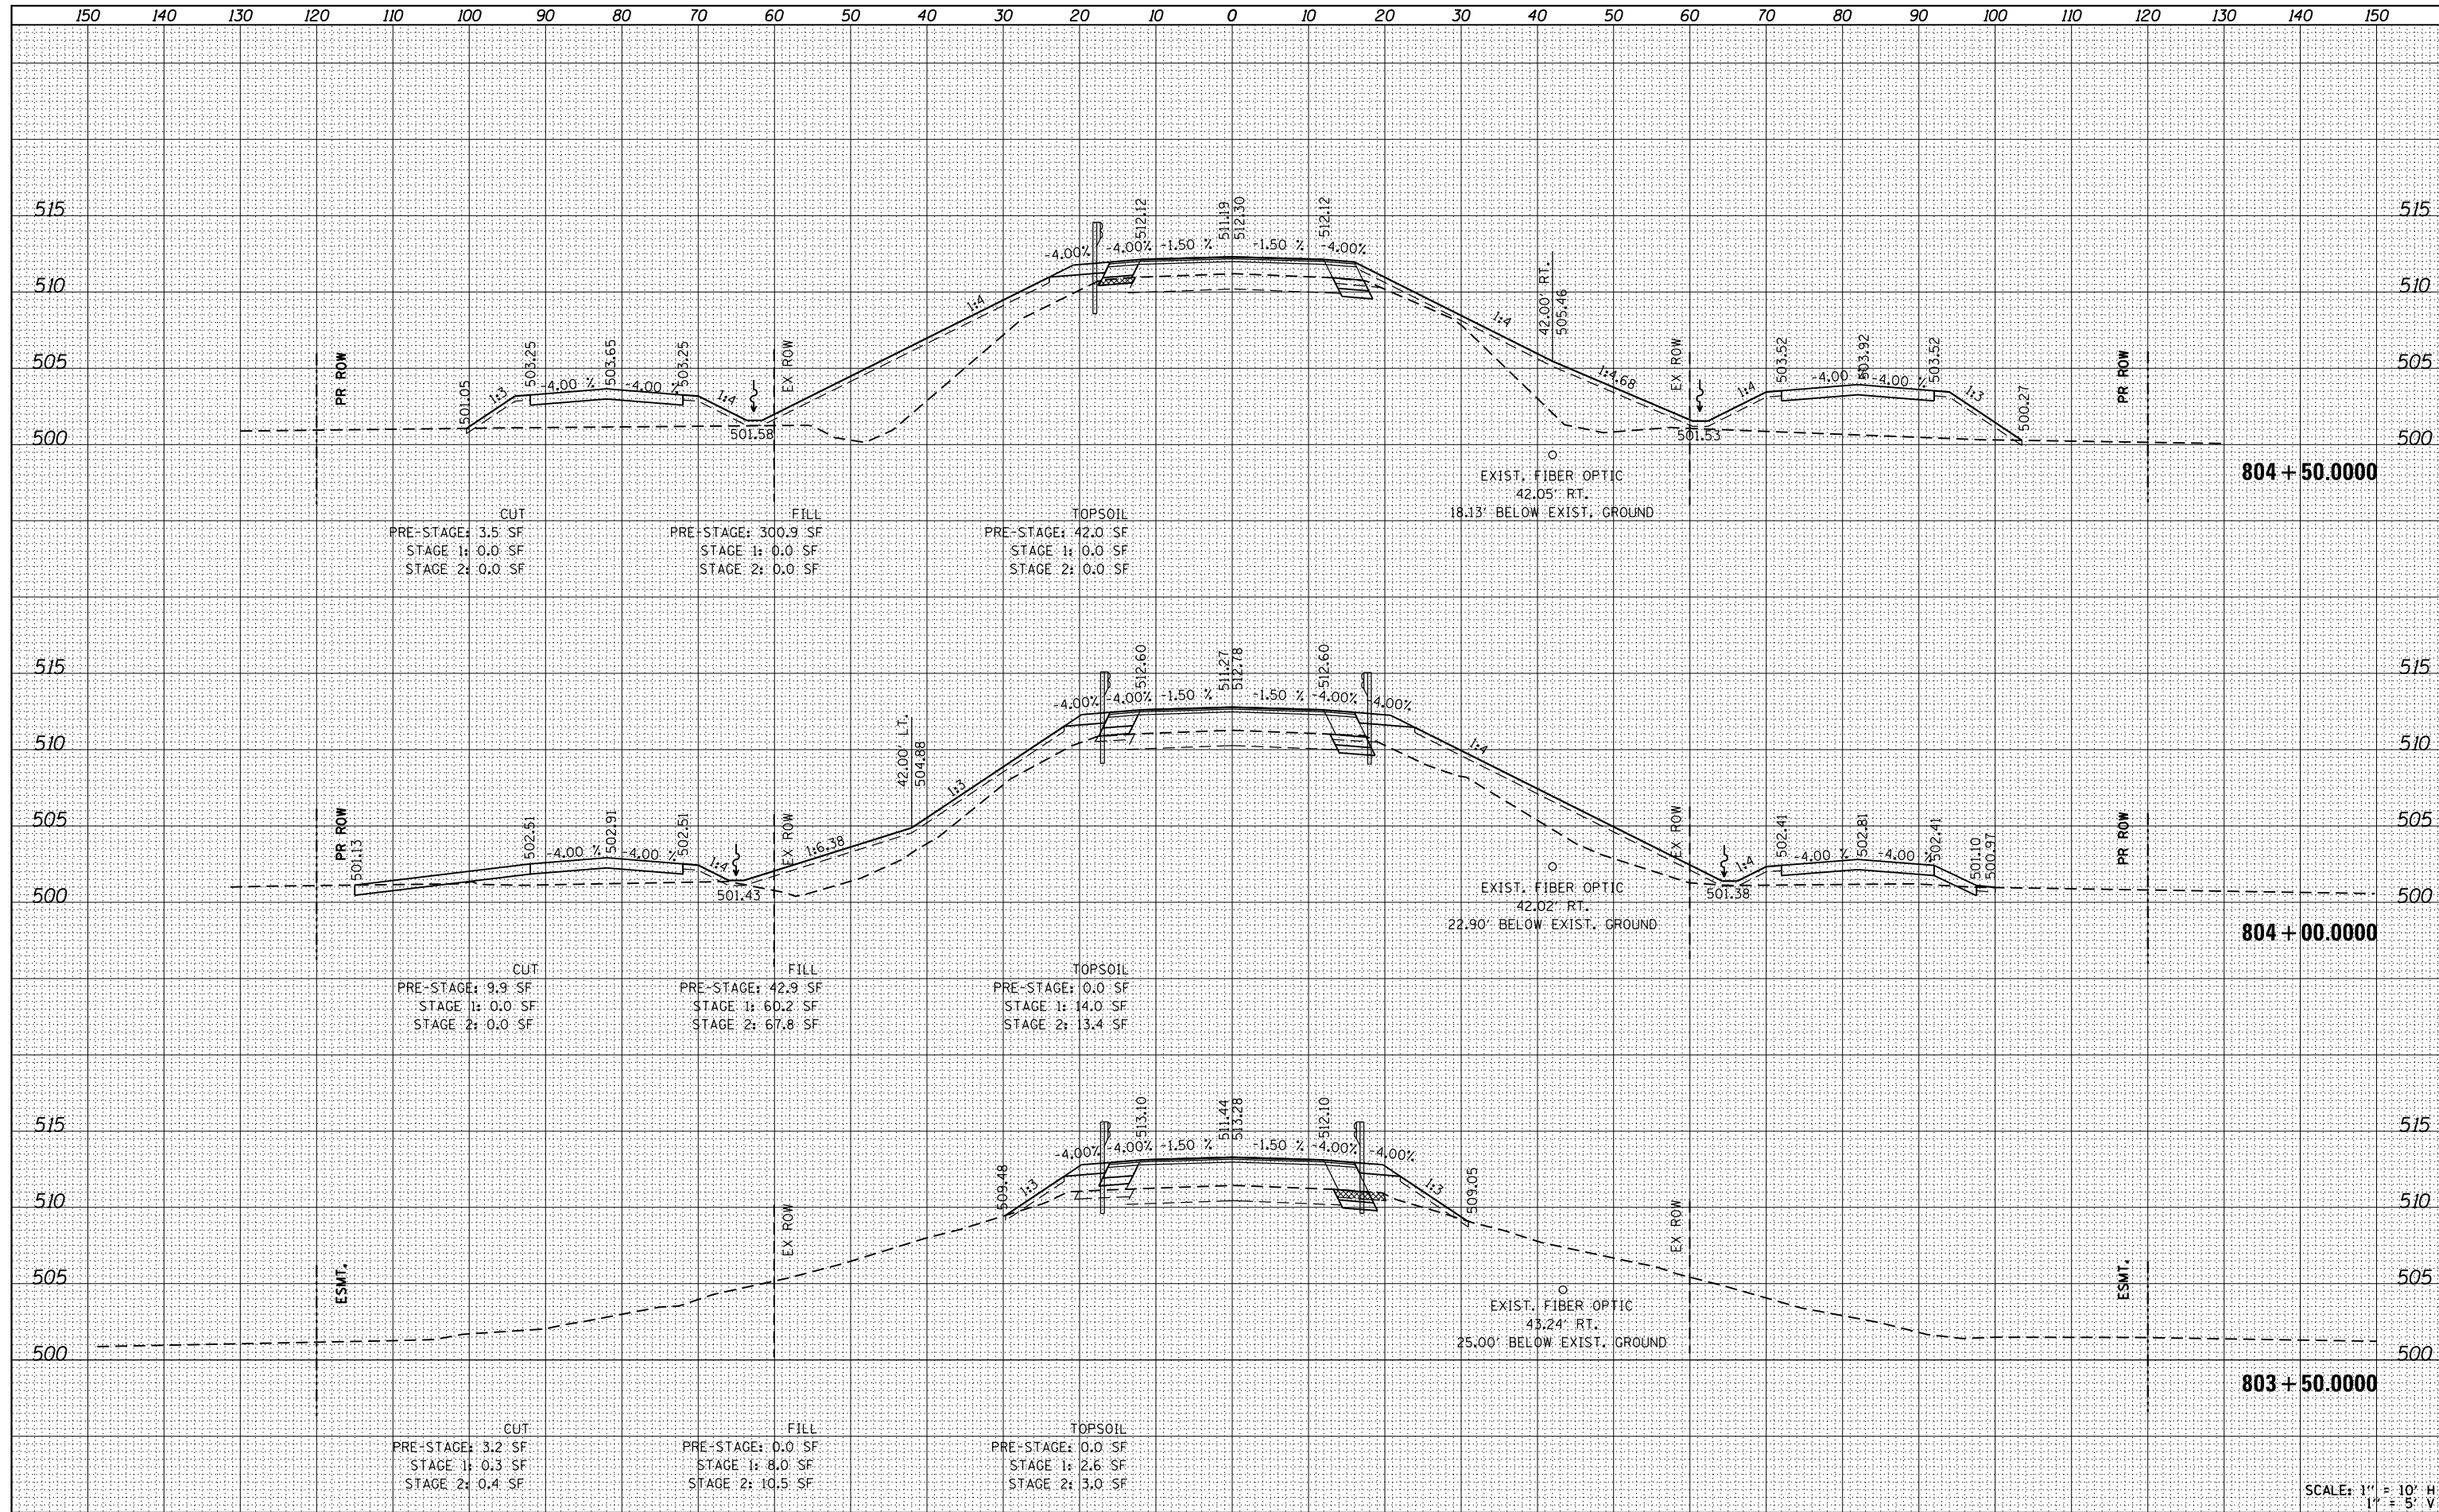 150 140 130 120 110 100 90 80 70 60 50 40 30 20 10 0 10 20 30 40 50 60 70 80 90 100 110 120 130 140 150
515
515
510
510
505
505
500
500
PR ROW
501.05
1:3
503.25
-4.00 %
503.65
-4.00 %
503.25
1:4
501.58
EX ROW
1:4
-4.00%
-4.00%
512.12
-1.50 %
511.19
512.30
-1.50 %
512.12
-4.00%
1:4
42.00' RT.
505.46
1:4.68
EX ROW
501.53
1:4
503.52
-4.00 %
503.92
-4.00 %
503.52
1:3
500.27
PR ROW
EXIST. FIBER OPTIC
42.05' RT.
18.13' BELOW EXIST. GROUND
804 + 50.0000
CUT
PRE-STAGE: 3.5 SF
STAGE 1: 0.0 SF
STAGE 2: 0.0 SF
FILL
PRE-STAGE: 300.9 SF
STAGE 1: 0.0 SF
STAGE 2: 0.0 SF
TOPSOIL
PRE-STAGE: 42.0 SF
STAGE 1: 0.0 SF
STAGE 2: 0.0 SF
515
515
510
510
505
505
500
500
PR ROW
501.13
502.51
-4.00 %
502.91
-4.00 %
502.51
1:4
501.43
EX ROW
1:6.38
42.00' LT.
504.88
1:3
-4.00%
-4.00%
512.60
-1.50 %
511.27
512.78
-1.50 %
512.60
-4.00%
-4.00%
1:4
EX ROW
501.38
1:4
502.41
-4.00 %
502.81
-4.00 %
502.41
501.10
500.97
PR ROW
EXIST. FIBER OPTIC
42.02' RT.
22.90' BELOW EXIST. GROUND
804 + 00.0000
CUT
PRE-STAGE: 9.9 SF
STAGE 1: 0.0 SF
STAGE 2: 0.0 SF
FILL
PRE-STAGE: 42.9 SF
STAGE 1: 60.2 SF
STAGE 2: 67.8 SF
TOPSOIL
PRE-STAGE: 0.0 SF
STAGE 1: 14.0 SF
STAGE 2: 13.4 SF
515
515
510
510
505
505
500
500
ESMT.
EX ROW
509.48
1:3
-4.00%
-4.00%
513.10
-1.50 %
511.44
513.28
-1.50 %
512.10
-4.00%
-4.00%
1:3
509.05
EX ROW
ESMT.
EXIST. FIBER OPTIC
43.24' RT.
25.00' BELOW EXIST. GROUND
803 + 50.0000
CUT
PRE-STAGE: 3.2 SF
STAGE 1: 0.3 SF
STAGE 2: 0.4 SF
FILL
PRE-STAGE: 0.0 SF
STAGE 1: 8.0 SF
STAGE 2: 10.5 SF
TOPSOIL
PRE-STAGE: 0.0 SF
STAGE 1: 2.6 SF
STAGE 2: 3.0 SF
SCALE: 1" = 10' H
1" = 5' V